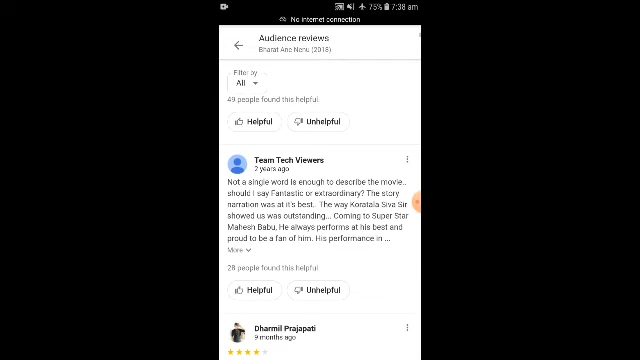 75% 7:38 am
No internet connection
Audience reviews
Bharat Ane Nenu (2018)
Filter by
All
49 people found this helpful.
Helpful Unhelpful
Team Tech Viewers
2 years ago
Not a single word is enough to describe the movie..
should I say Fantastic or extraordinary? The story
narration was at it's best.. The way Koratala Siva Sir
showed us was outstanding... Coming to Super Star
Mahesh Babu, He always performs at his best and
proud to be a fan of him. His performance in ...
More
28 people found this helpful
Helpful Unhelpful
Dharmil Prajapati
9 months ago